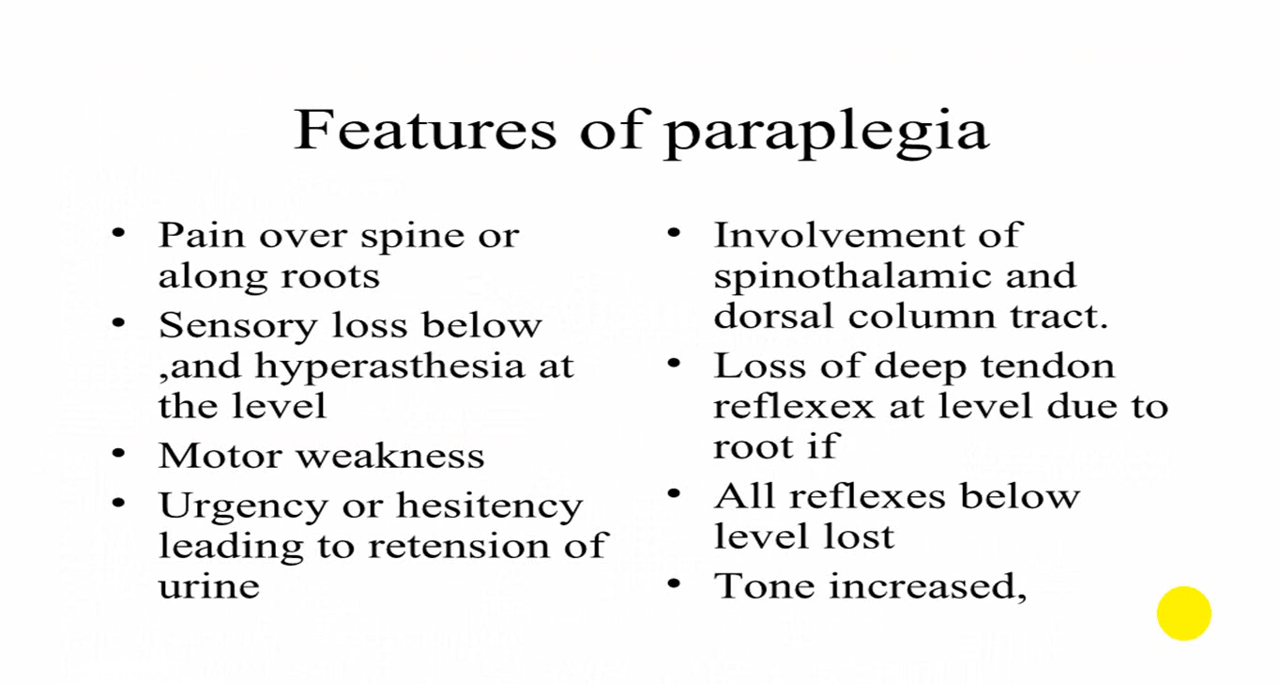 Features of paraplegia
• Pain over spine or
along roots
• Sensory loss below
,and hyperasthesia at
the level
• Motor weakness
• Urgency or hesitency
leading to retension of
urine
• Involvement of
spinothalamic and
dorsal column tract.
• Loss of deep tendon
reflexex at level due to
root if
• All reflexes below
level lost
• Tone increased,